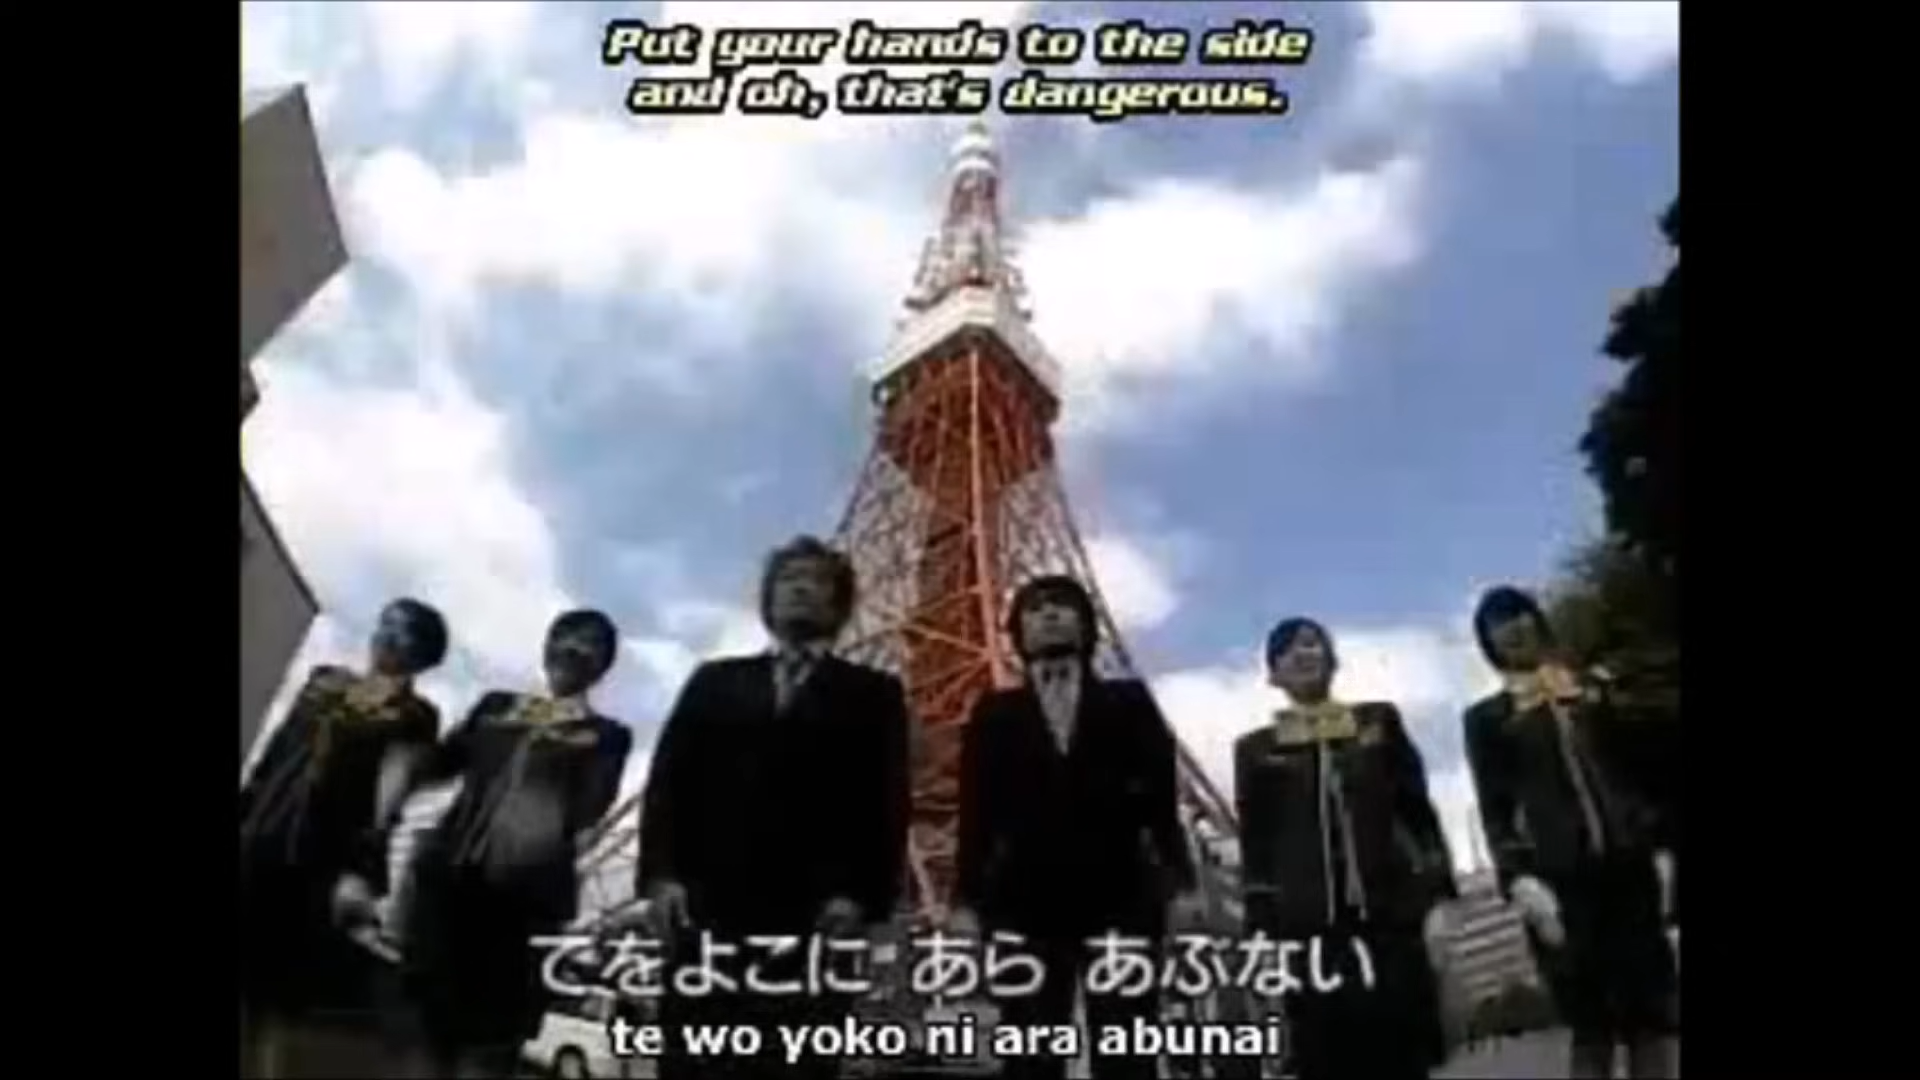 Put your hands to the side
and oh, that's dangerous.
てをよこに あら あぶない
te wo yoko ni ara abunai